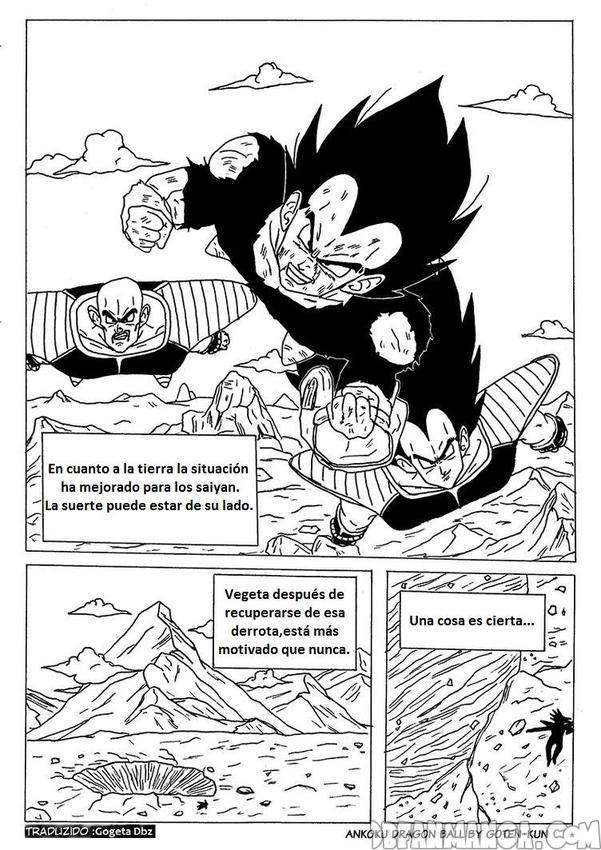 En cuanto a la tierra la situación
ha mejorado para los saiyan.
La suerte puede estar de su lado.
Vegeta después de
recuperarse de esa
derrota,está más
motivado que nunca.
Una cosa es cierta...
TRADUZIDO :Gogeta Dbz
ANKOKU DRAGON BALL BY GOTEN-KUN
DBFANMANGA.COM